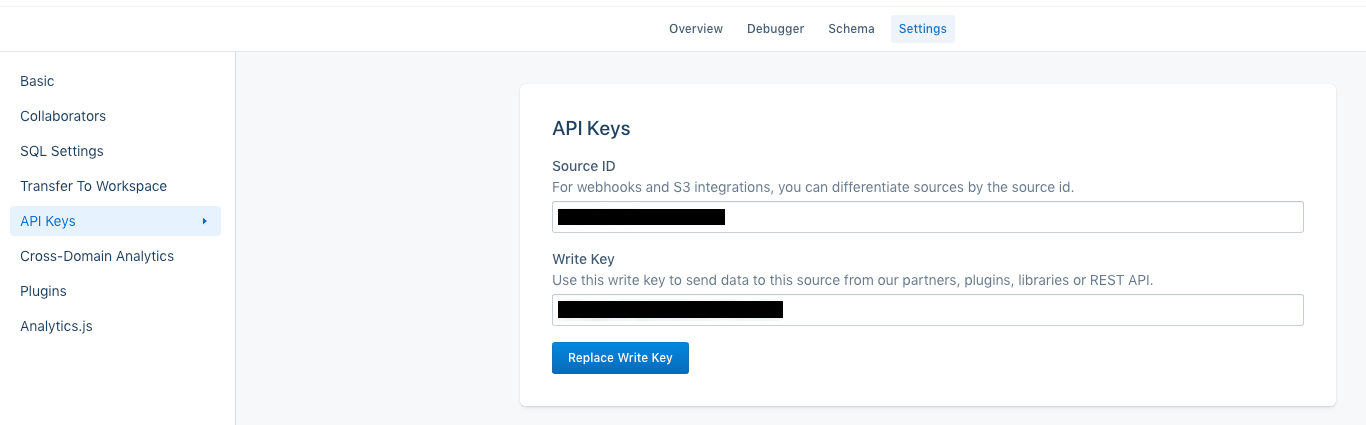 Overview
Debugger
Schema
Settings
Basic
Collaborators
SQL Settings
Transfer To Workspace
API Keys
Cross-Domain Analytics
Plugins
Analytics.js
API Keys
Source ID
For webhooks and S3 integrations, you can differentiate sources by the source id.
Write Key
Use this write key to send data to this source from our partners, plugins, libraries or REST API.
Replace Write Key